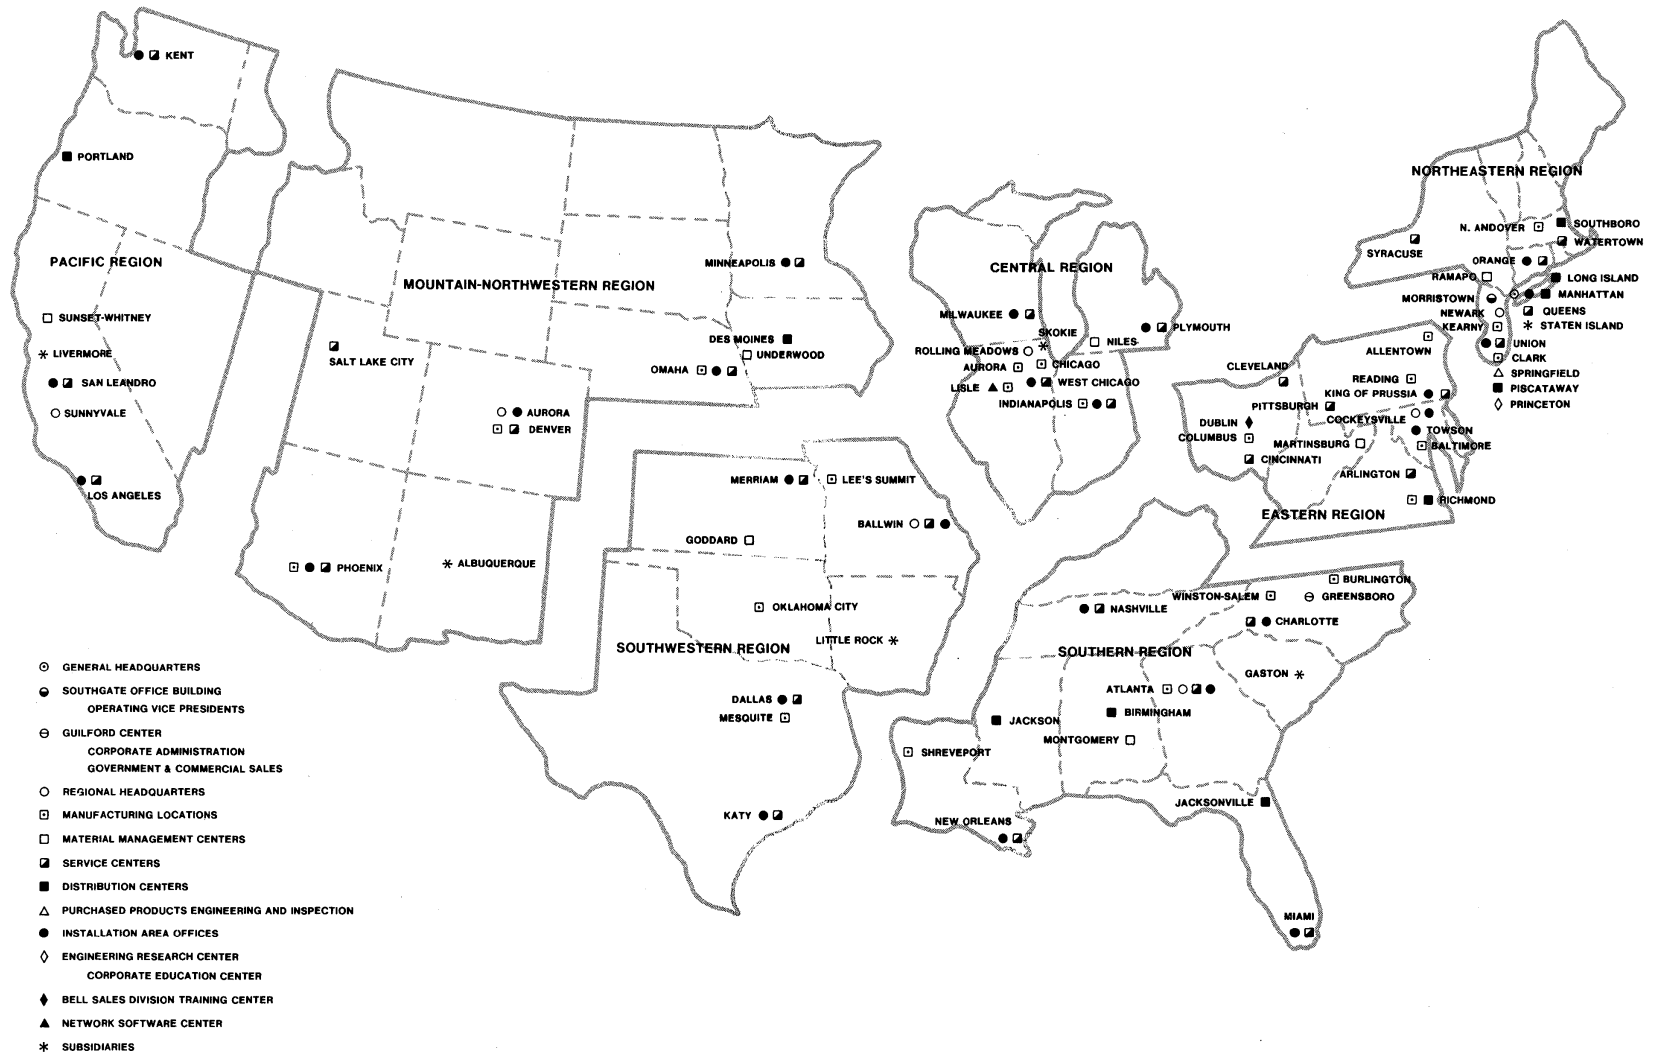 KENT
PORTLAND
PACIFIC REGION
SUNSET-WHITNEY
LIVERMORE
SAN LEANDRO
SUNNYVALE
LOS ANGELES
MOUNTAIN-NORTHWESTERN REGION
MINNEAPOLIS
SALT LAKE CITY
DES MOINES
UNDERWOOD
OMAHA
AURORA
DENVER
PHOENIX
ALBUQUERQUE
CENTRAL REGION
MILWAUKEE
PLYMOUTH
SKOKIE
NILES
ROLLING MEADOWS
CHICAGO
AURORA
LISLE
WEST CHICAGO
INDIANAPOLIS
NORTHEASTERN REGION
N. ANDOVER
SOUTHBORO
WATERTOWN
SYRACUSE
ORANGE
RAMAPO
LONG ISLAND
MORRISTOWN
MANHATTAN
NEWARK
QUEENS
KEARNY
STATEN ISLAND
UNION
ALLENTOWN
CLARK
CLEVELAND
SPRINGFIELD
READING
PISCATAWAY
KING OF PRUSSIA
PRINCETON
PITTSBURGH
COCKEYSVILLE
DUBLIN
TOWSON
COLUMBUS
MARTINSBURG
BALTIMORE
CINCINNATI
ARLINGTON
RICHMOND
EASTERN REGION
MERRIAM
LEE'S SUMMIT
BALLWIN
GODDARD
OKLAHOMA CITY
LITTLE ROCK
SOUTHWESTERN REGION
DALLAS
MESQUITE
KATY
BURLINGTON
WINSTON-SALEM
GREENSBORO
NASHVILLE
CHARLOTTE
SOUTHERN REGION
GASTON
ATLANTA
JACKSON
BIRMINGHAM
MONTGOMERY
SHREVEPORT
JACKSONVILLE
NEW ORLEANS
MIAMI
GENERAL HEADQUARTERS
SOUTHGATE OFFICE BUILDING
OPERATING VICE PRESIDENTS
GUILFORD CENTER
CORPORATE ADMINISTRATION
GOVERNMENT & COMMERCIAL SALES
REGIONAL HEADQUARTERS
MANUFACTURING LOCATIONS
MATERIAL MANAGEMENT CENTERS
SERVICE CENTERS
DISTRIBUTION CENTERS
PURCHASED PRODUCTS ENGINEERING AND INSPECTION
INSTALLATION AREA OFFICES
ENGINEERING RESEARCH CENTER
CORPORATE EDUCATION CENTER
BELL SALES DIVISION TRAINING CENTER
NETWORK SOFTWARE CENTER
SUBSIDIARIES